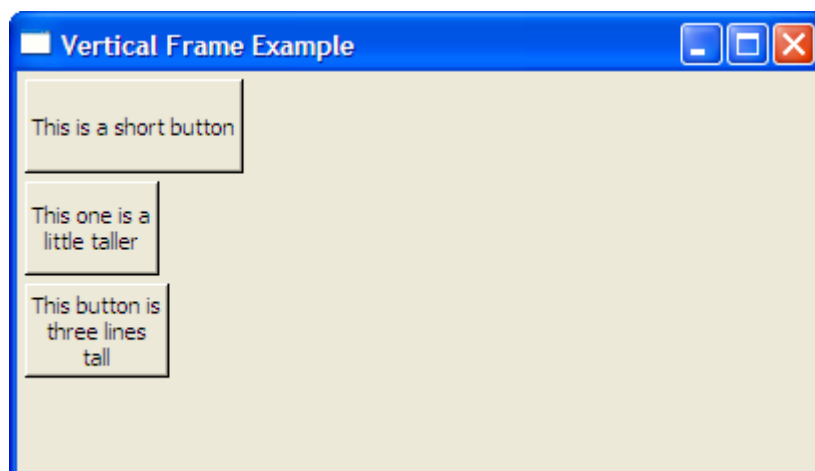 Vertical Frame Example
This is a short button
This one is a
little taller
This button is
three lines
tall